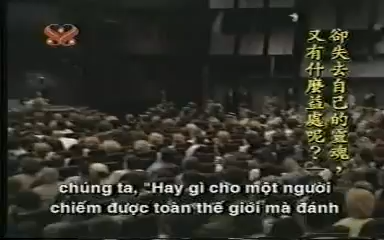 卻失去自己的靈魂，
又有什麼益處呢？
chúng ta, "Hay gì cho một người
chiếm được toàn thế giới mà đánh